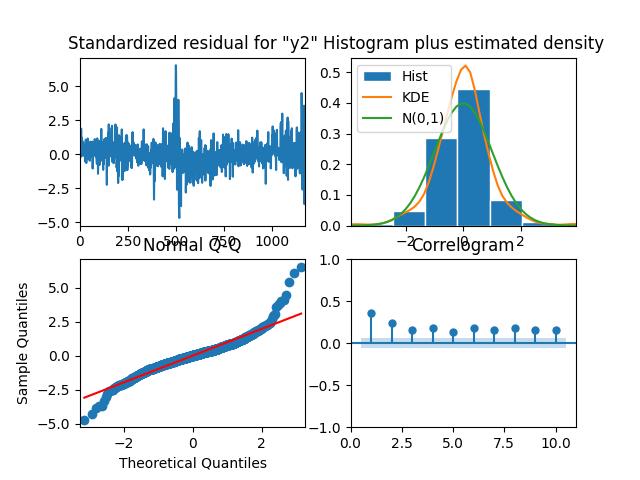 Standardized residual for "y2" Histogram plus estimated density
5.0
2.5
0.0
−2.5
−5.0
0 250 500 750 1000
0.5
0.4
0.3
0.2
0.1
0.0
−2 0 2
Hist
KDE
N(0,1)
Normal Q-Q
Correlogram
Sample Quantiles
5.0
2.5
0.0
−2.5
−5.0
−2 0 2
Theoretical Quantiles
1.0
0.5
0.0
−0.5
−1.0
0.0 2.5 5.0 7.5 10.0